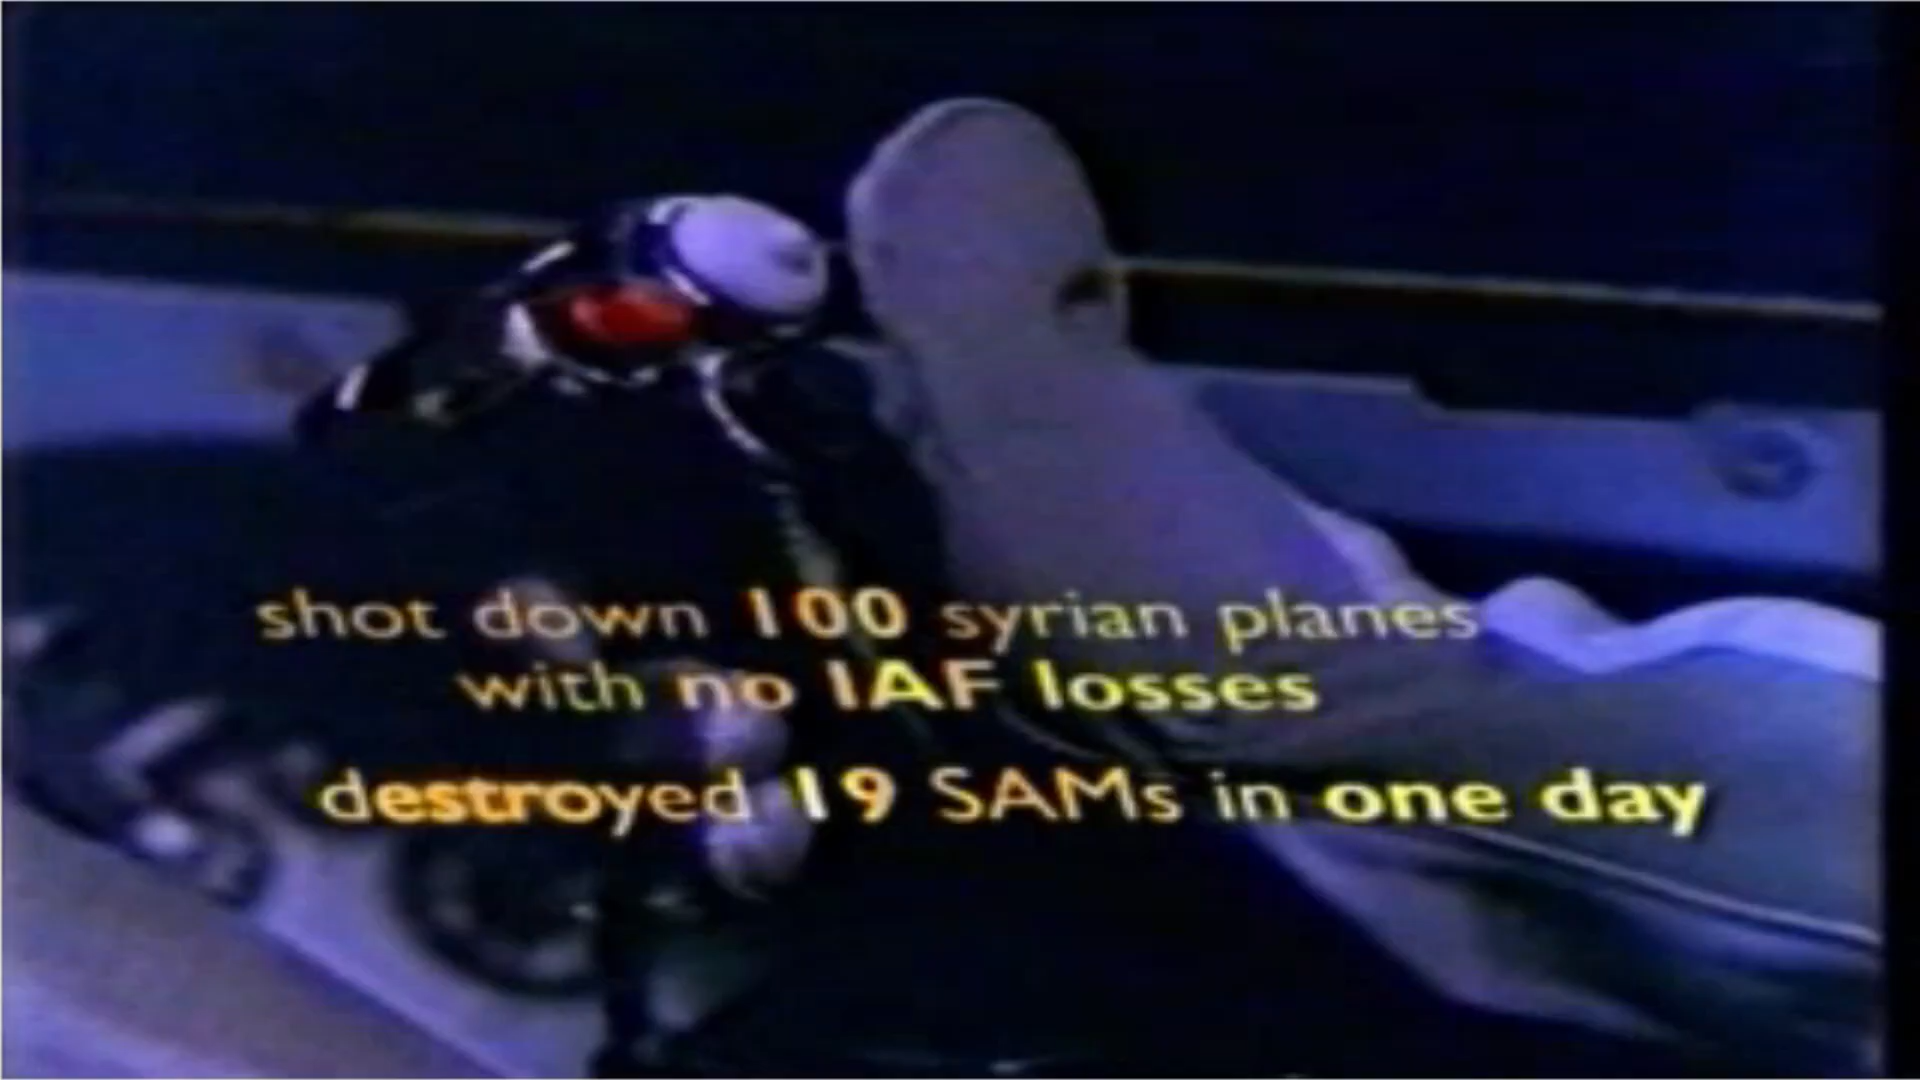 shot down 100 syrian planes
with no IAF losses
destroyed 19 SAMs in one day